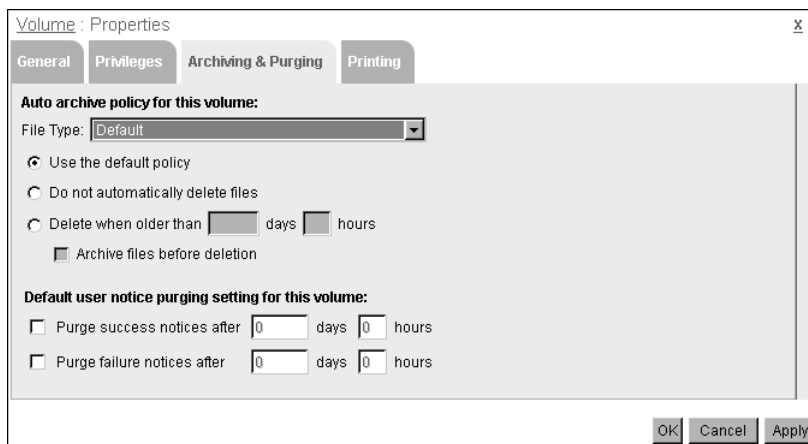 Volume : Properties x
General Privileges Archiving & Purging Printing
Auto archive policy for this volume:
File Type: Default
Use the default policy
Do not automatically delete files
Delete when older than days hours
Archive files before deletion
Default user notice purging setting for this volume:
Purge success notices after 0 days 0 hours
Purge failure notices after 0 days 0 hours
OK Cancel Apply